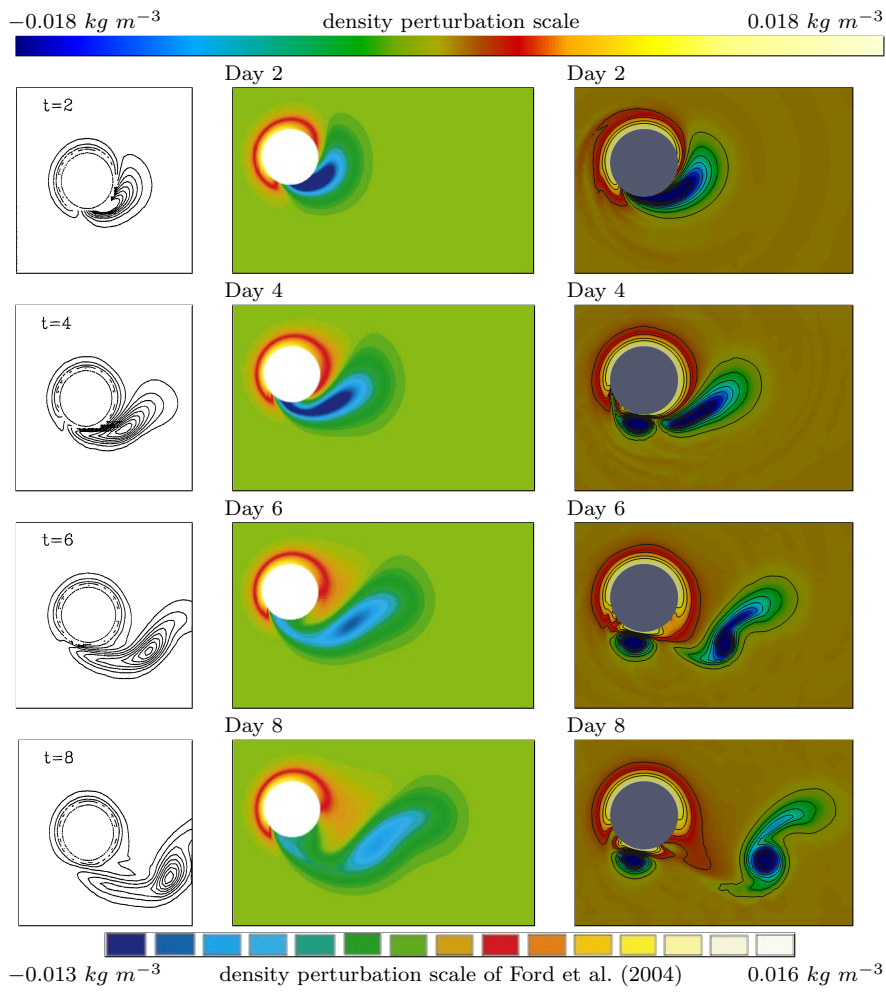 −0.018 kg m−3 density perturbation scale 0.018 kg m−3
Day 2 Day 2
t=2
Day 4 Day 4
t=4
Day 6 Day 6
t=6
Day 8 Day 8
t=8
−0.013 kg m−3 density perturbation scale of Ford et al. (2004) 0.016 kg m−3